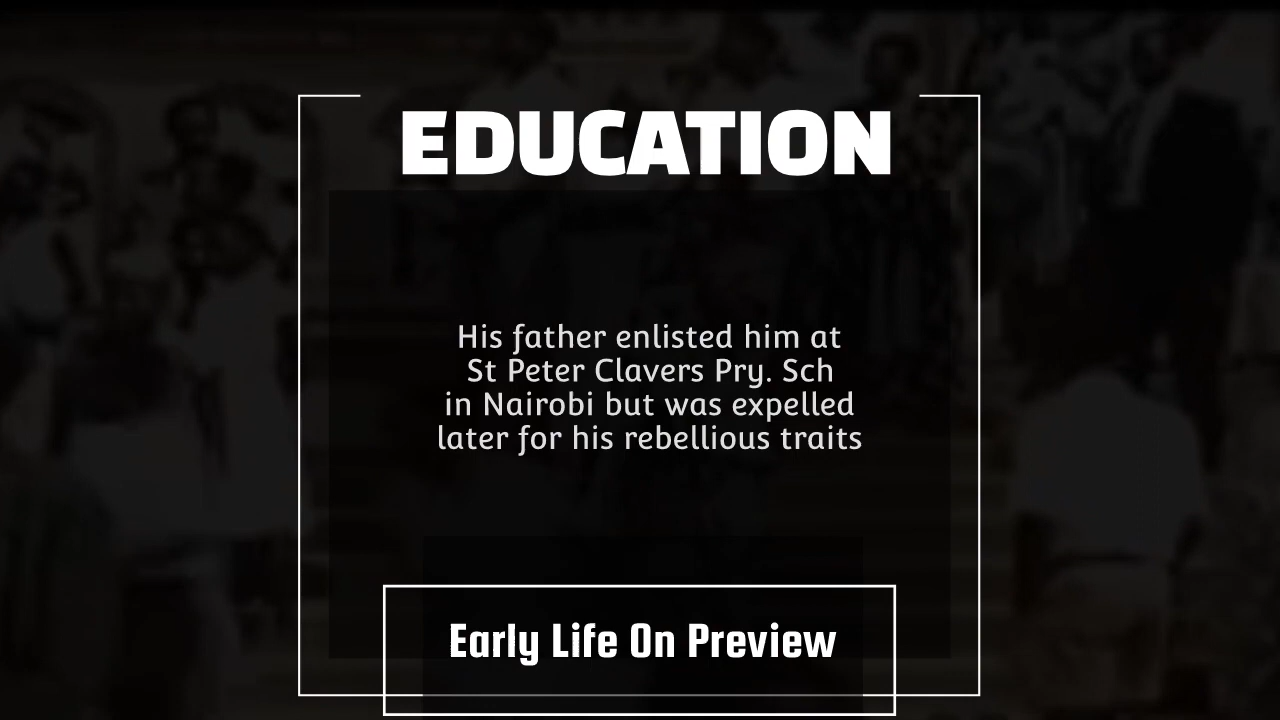 EDUCATION
His father enlisted him at
St Peter Clavers Pry. Sch
in Nairobi but was expelled
later for his rebellious traits
Early Life On Preview